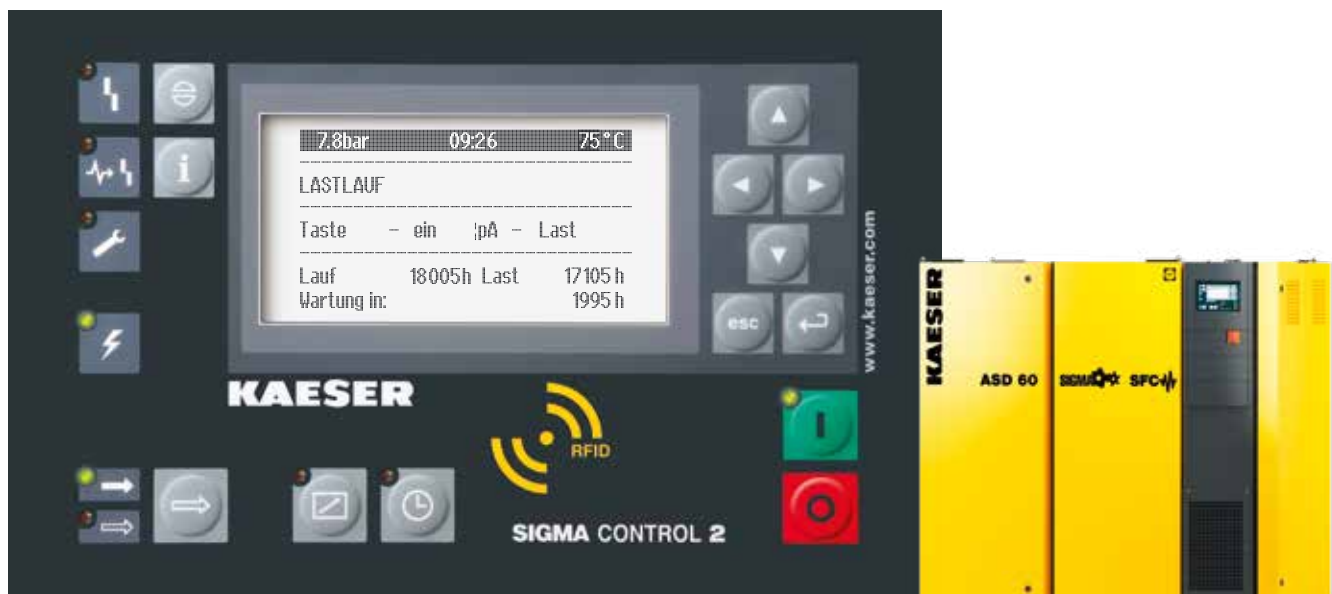 7.8bar 09:26 75°C
LASTLAUF
Taste - ein ¦pA - Last
Lauf 18005h Last 17105 h
Wartung in: 1995 h
i
esc
www.kaeser.com
KAESER
RFID
SIGMA CONTROL 2
KAESER
ASD 60
SIGMA
SFC